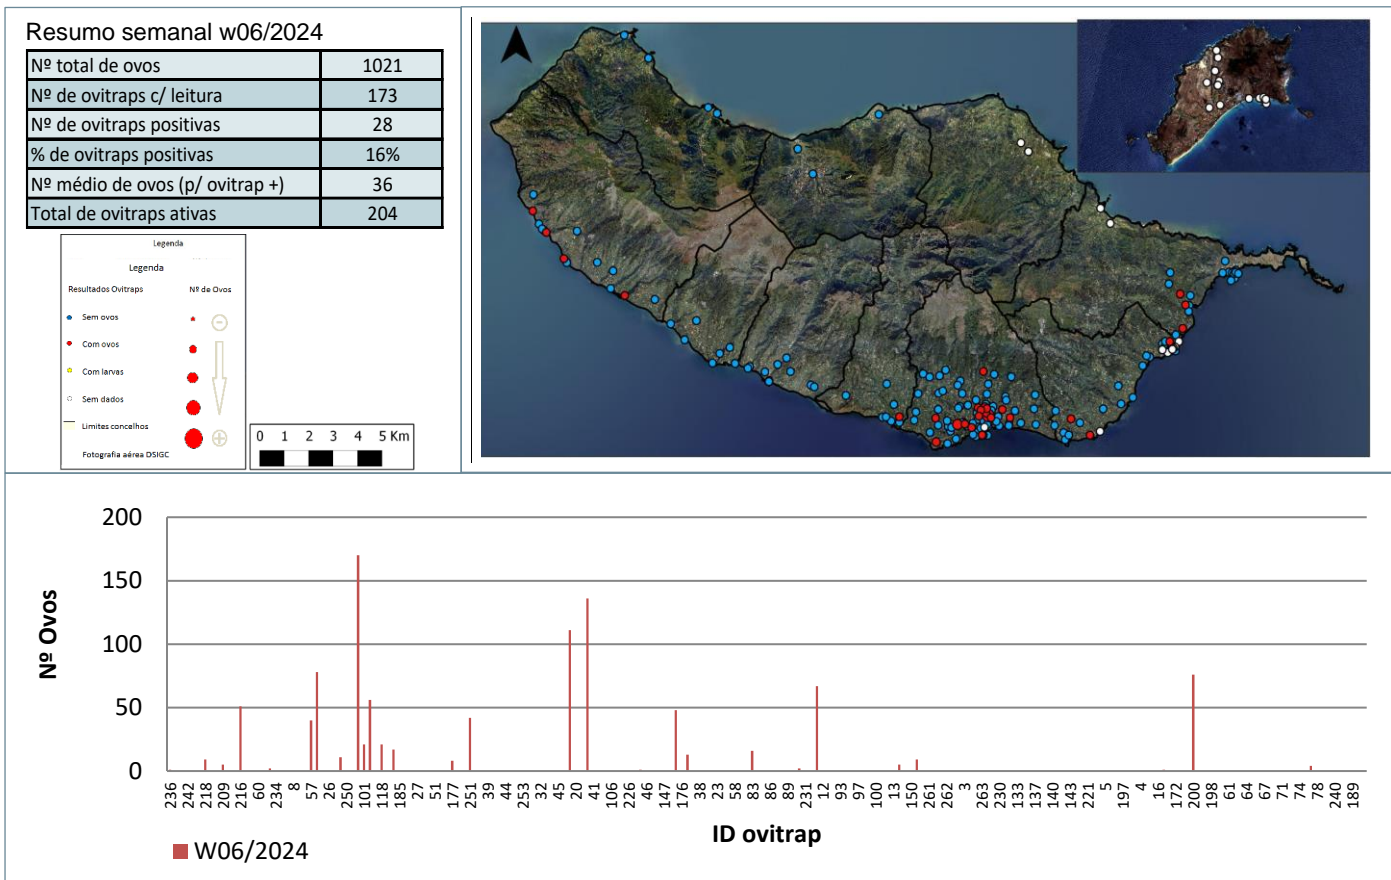 Resumo semanal w06/2024
Nº total de ovos 1021
Nº de ovitraps c/ leitura 173
Nº de ovitraps positivas 28
% de ovitraps positivas 16%
Nº médio de ovos (p/ ovitrap +) 36
Total de ovitraps ativas 204
Legenda
Legenda
Resultados Ovitraps Nº de Ovos
Sem ovos
Com ovos
Com larvas
Sem dados
Limites concelhos
Fotografia aérea DSIGC
0 1 2 3 4 5 Km
200
150
100
50
0
Nº Ovos
236 242 218 209 216 60 234 8 57 26 250 101 118 185 27 51 177 251 39 44 253 32 45 20 41 106 226 46 147 176 38 23 58 83 86 89 231 12 93 97 100 13 150 261 262 3 263 230 133 137 140 143 221 5 197 4 16 172 200 198 61 64 67 71 74 78 240 189
ID ovitrap
W06/2024